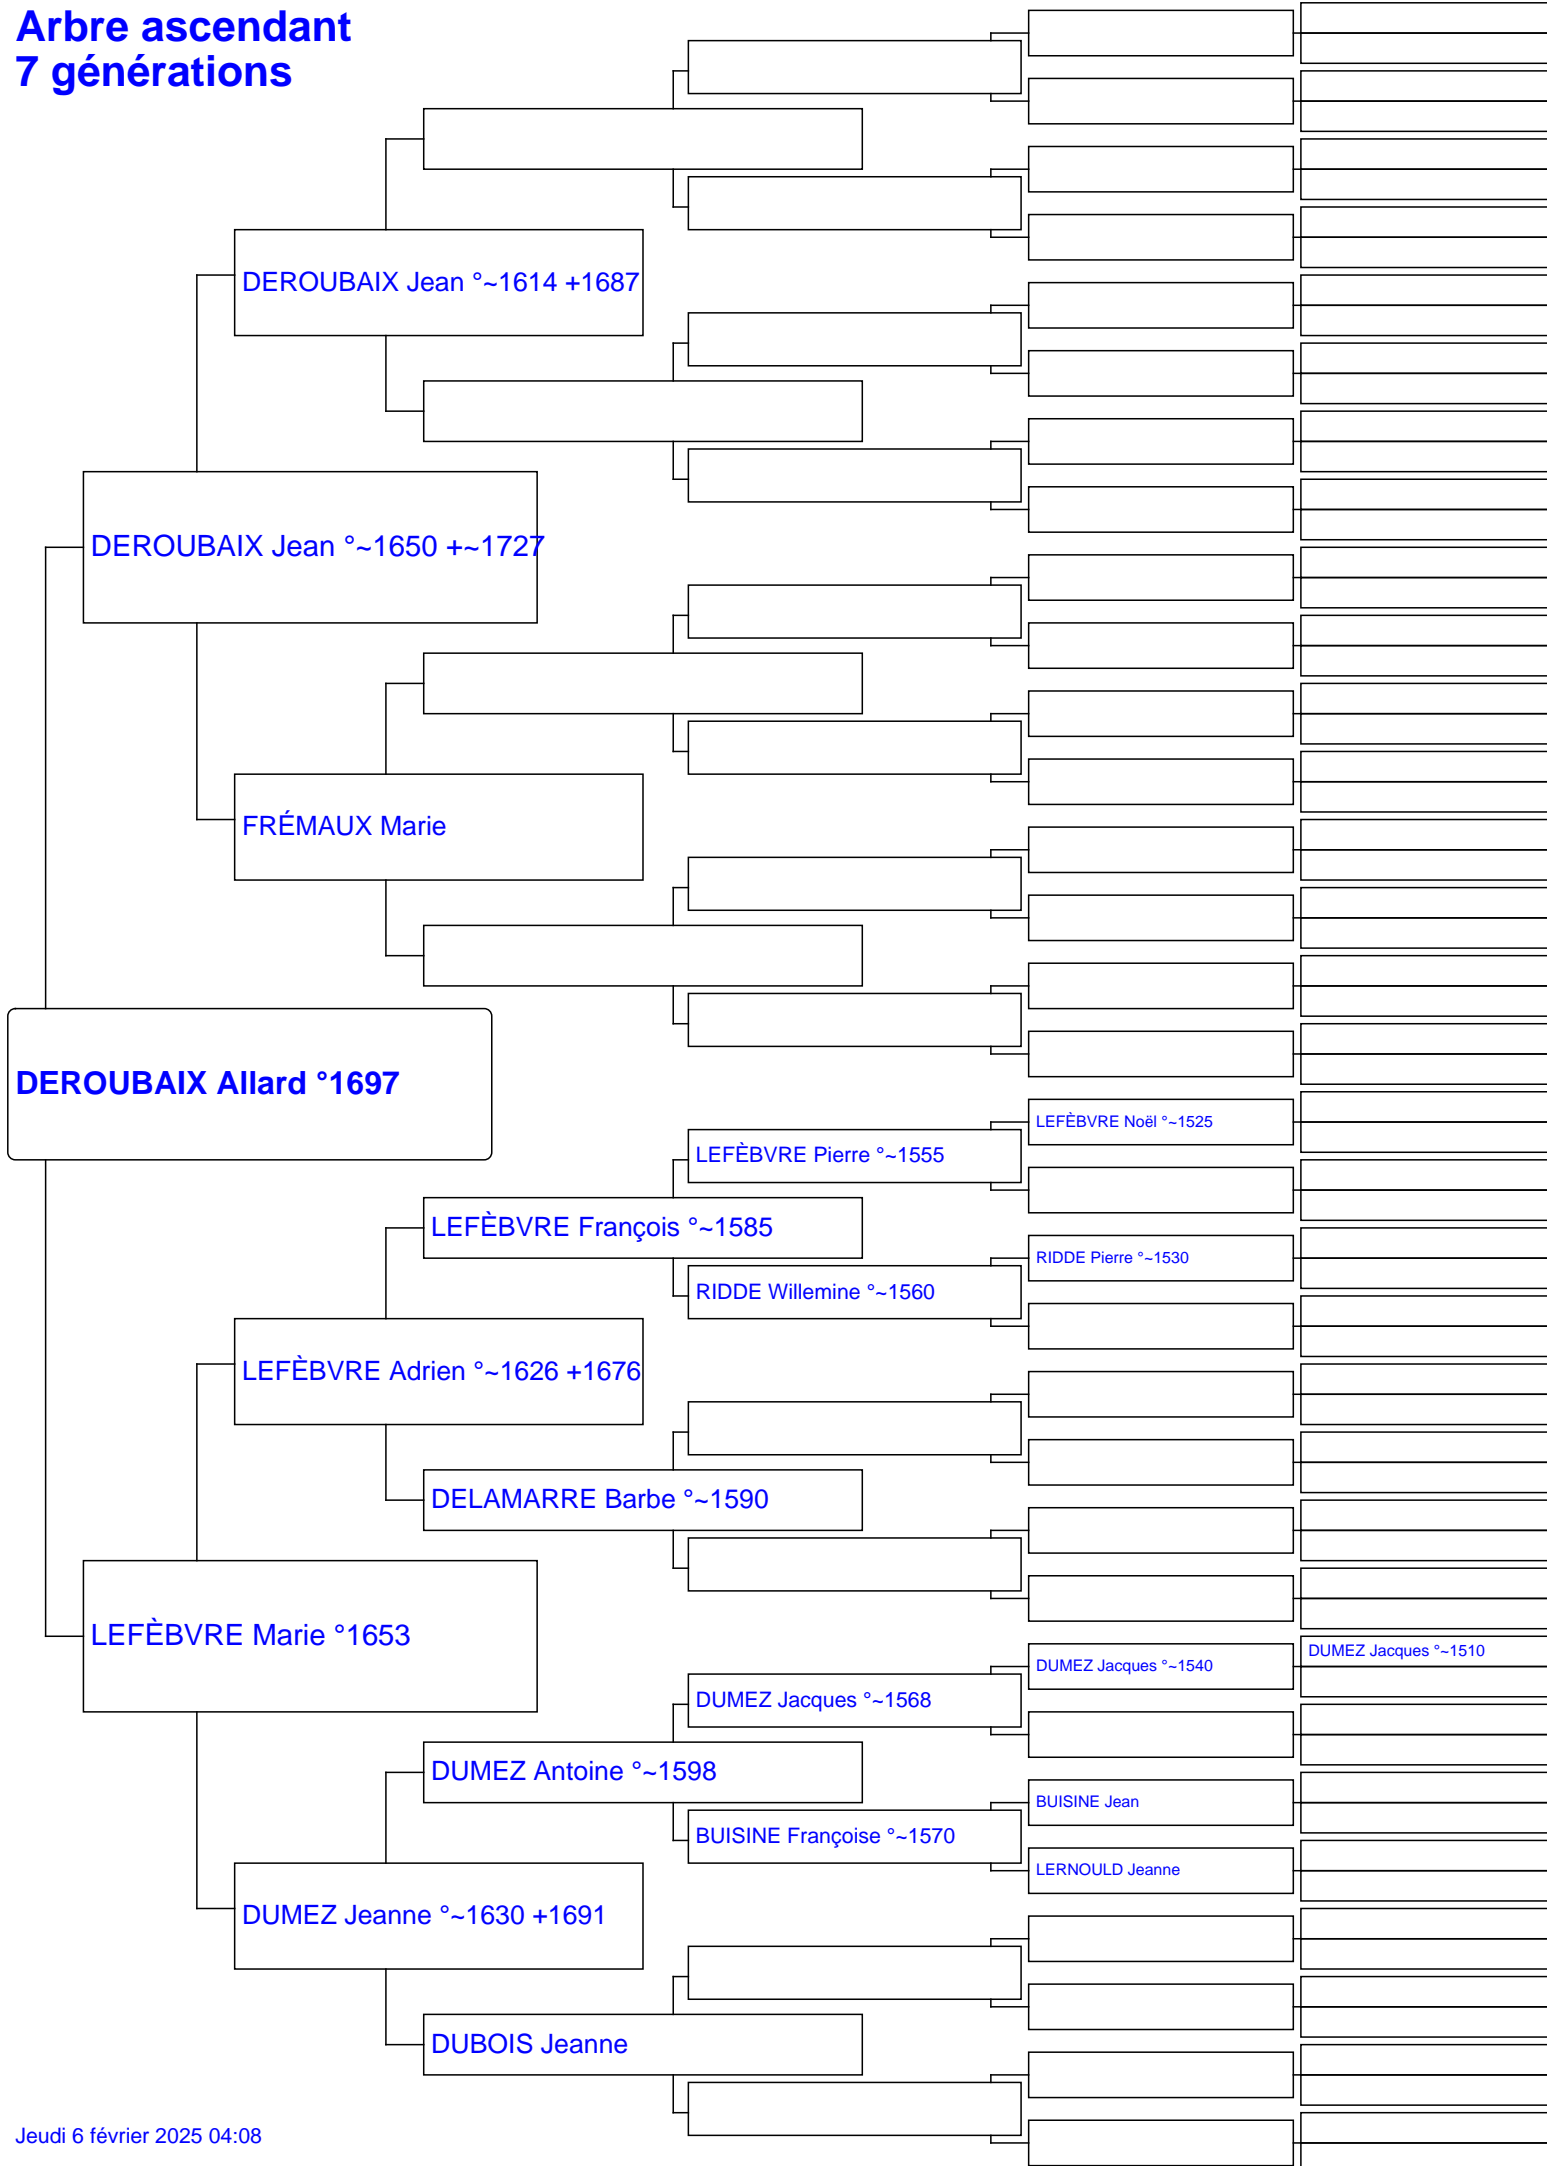 Arbre ascendant
7 générations
DEROUBAIX Jean °~1614 +1687
DEROUBAIX Jean °~1650 +~1727
FRÉMAUX Marie
DEROUBAIX Allard °1697
LEFÈBVRE Noël °~1525
LEFÈBVRE Pierre °~1555
LEFÈBVRE François °~1585
RIDDE Pierre °~1530
RIDDE Willemine °~1560
LEFÈBVRE Adrien °~1626 +1676
DELAMARRE Barbe °~1590
LEFÈBVRE Marie °1653
DUMEZ Jacques °~1510
DUMEZ Jacques °~1540
DUMEZ Jacques °~1568
DUMEZ Antoine °~1598
BUISINE Jean
BUISINE Françoise °~1570
LERNOULD Jeanne
DUMEZ Jeanne °~1630 +1691
DUBOIS Jeanne
Jeudi 6 février 2025 04:08